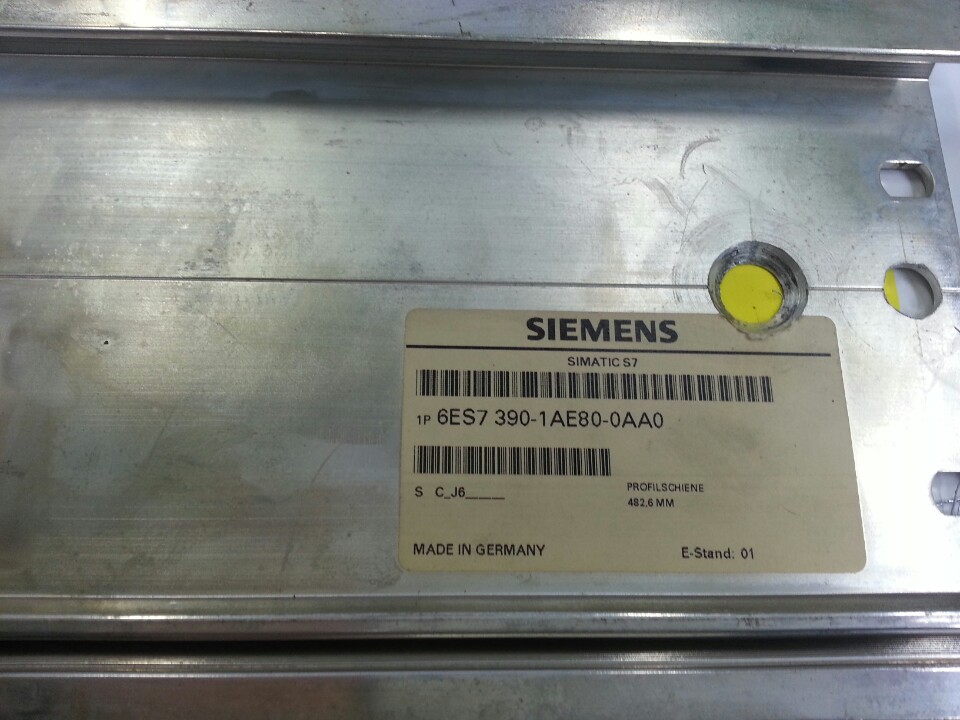 SIEMENS
SIMATIC S7
1P 6ES7 390-1AE80-0AA0
S C_J6_____
PROFILSCHIENE
482,6 MM
MADE IN GERMANY
E-Stand: 01